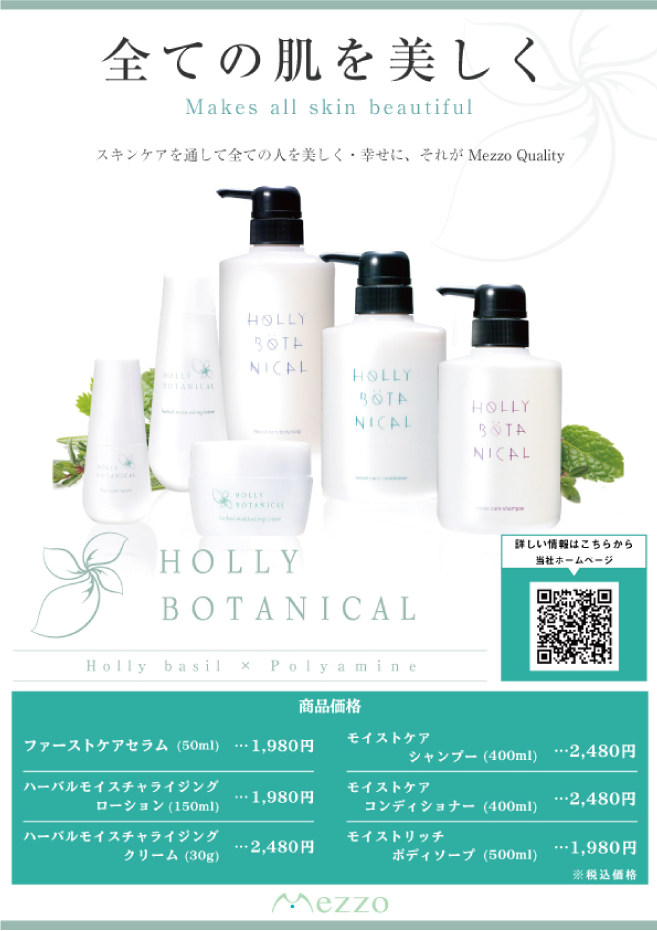 全ての肌を美しく
Makes all skin beautiful
スキンケアを通して全ての人を美しく・幸せに、それが Mezzo Quality
HOLLY
BOTA
NICAL
HOLLY
BÖTA
NICAL
HOLLY
BÖTA
NICAL
moist care shampoo
HOLLY
BOTANICAL
HOLLY
BOTANICAL
HOLLY
BOTANICAL
herbal moisturizing cream
HOLLY
BOTANICAL
Holly basil × Polyamine
詳しい情報はこちらから
当社ホームページ
商品価格
ファーストケアセラム (50ml) …1,980円
ハーバルモイスチャライジング
ローション (150ml) …1,980円
ハーバルモイスチャライジング
クリーム (30g) …2,480円
モイストケア
シャンプー (400ml) …2,480円
モイストケア
コンディショナー (400ml) …2,480円
モイストリッチ
ボディソープ (500ml) …1,980円
※税込価格
Mezzo